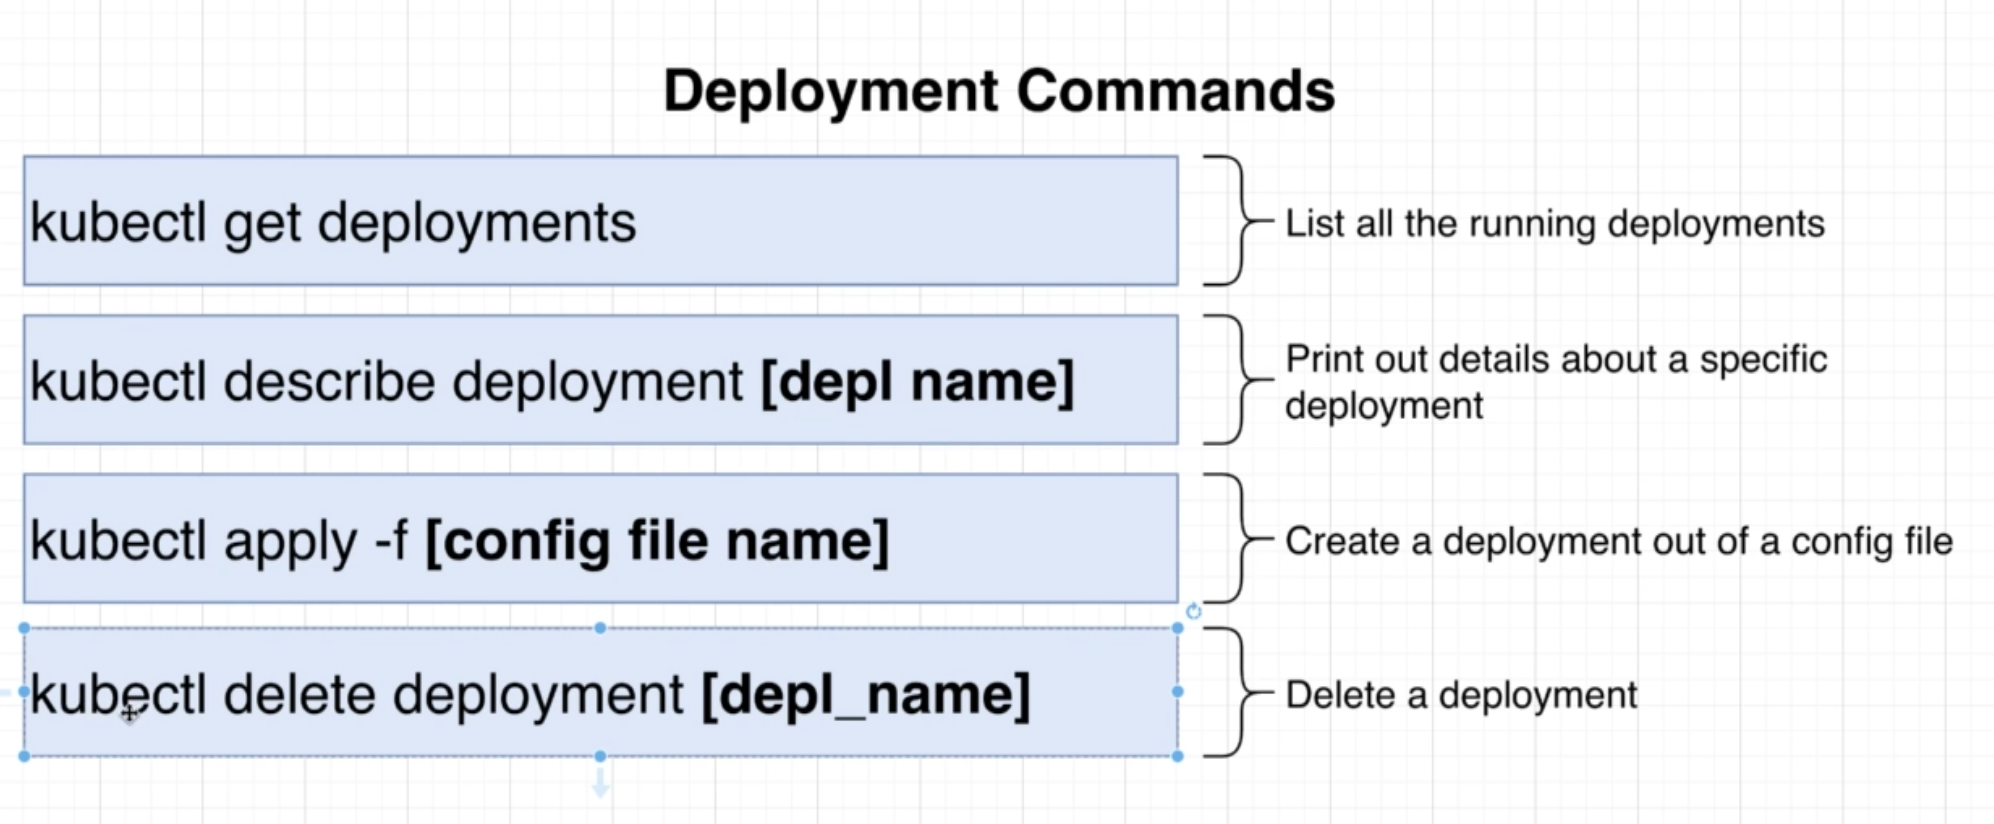 Deployment Commands
kubectl get deployments
List all the running deployments
kubectl describe deployment [depl name]
Print out details about a specific
deployment
kubectl apply -f [config file name]
Create a deployment out of a config file
kubectl delete deployment [depl_name]
Delete a deployment